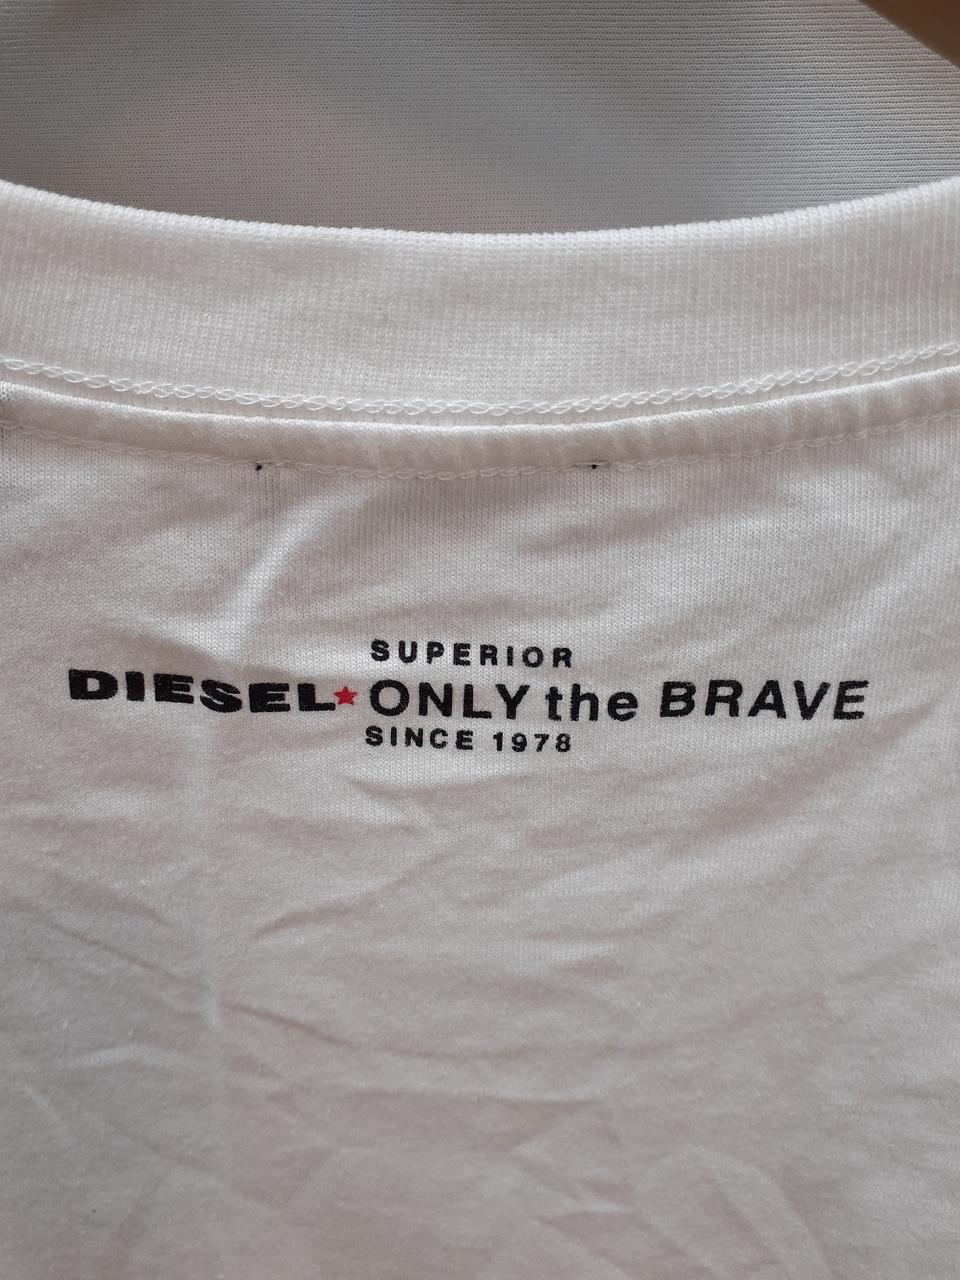 SUPERIOR
DIESEL★ONLY the BRAVE
SINCE 1978